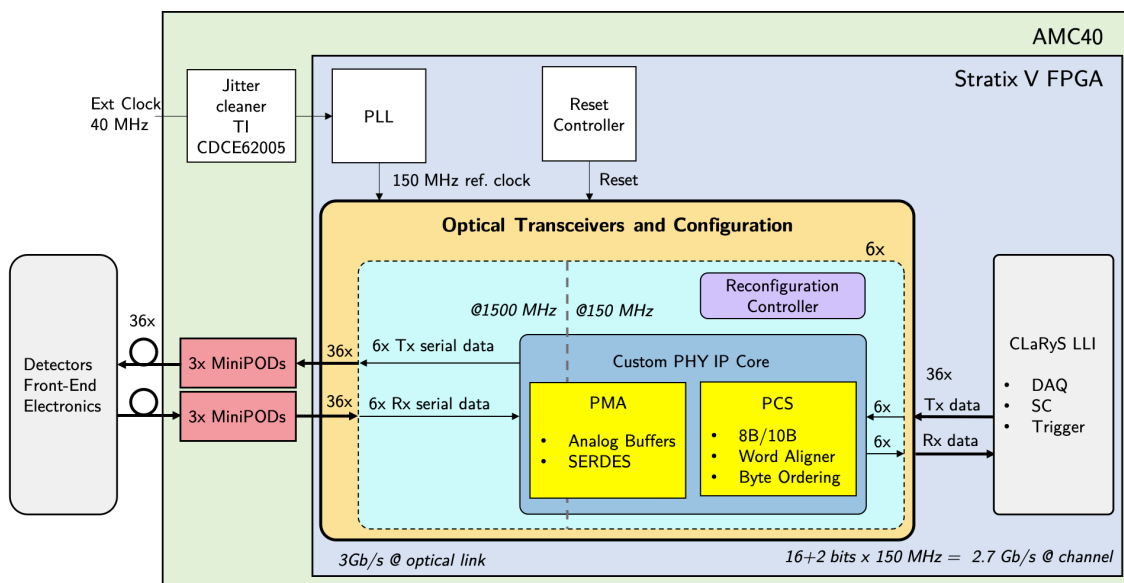 AMC40
Stratix V FPGA
Ext Clock
40 MHz
Jitter
cleaner
TI
CDCE62005
PLL
Reset
Controller
150 MHz ref. clock
Reset
Optical Transceivers and Configuration
6x
Reconfiguration
Controller
@1500 MHz
@150 MHz
Detectors
Front-End
Electronics
36x
3x MiniPODs
3x MiniPODs
36x
36x
6x Tx serial data
6x Rx serial data
Custom PHY IP Core
PMA
• Analog Buffers
• SERDES
PCS
• 8B/10B
• Word Aligner
• Byte Ordering
6x
6x
36x
Tx data
Rx data
CLaRyS LLI
• DAQ
• SC
• Trigger
3Gb/s @ optical link
16+2 bits x 150 MHz = 2.7 Gb/s @ channel